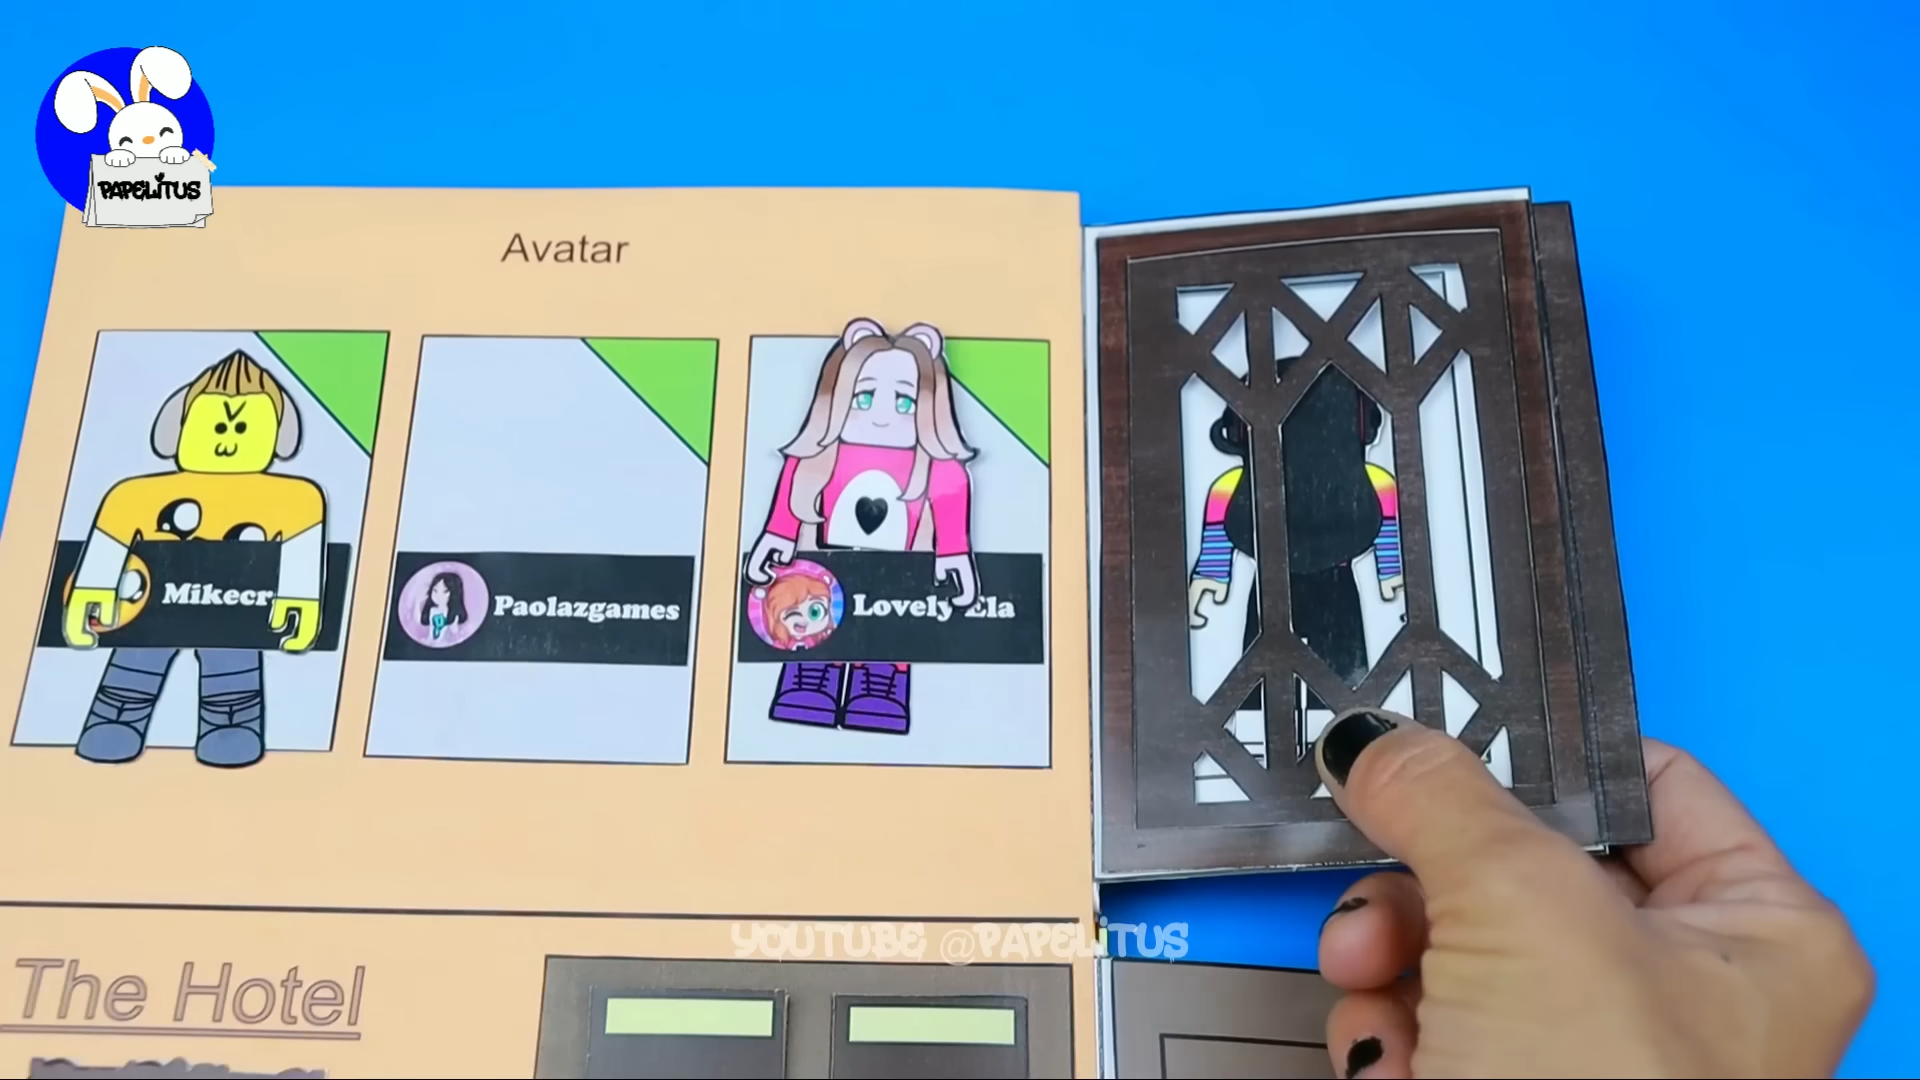 PAPELITUS
Avatar
Mikecr
Paolazgames
Lovely Ela
YOUTUBE @PAPELITUS
The Hotel